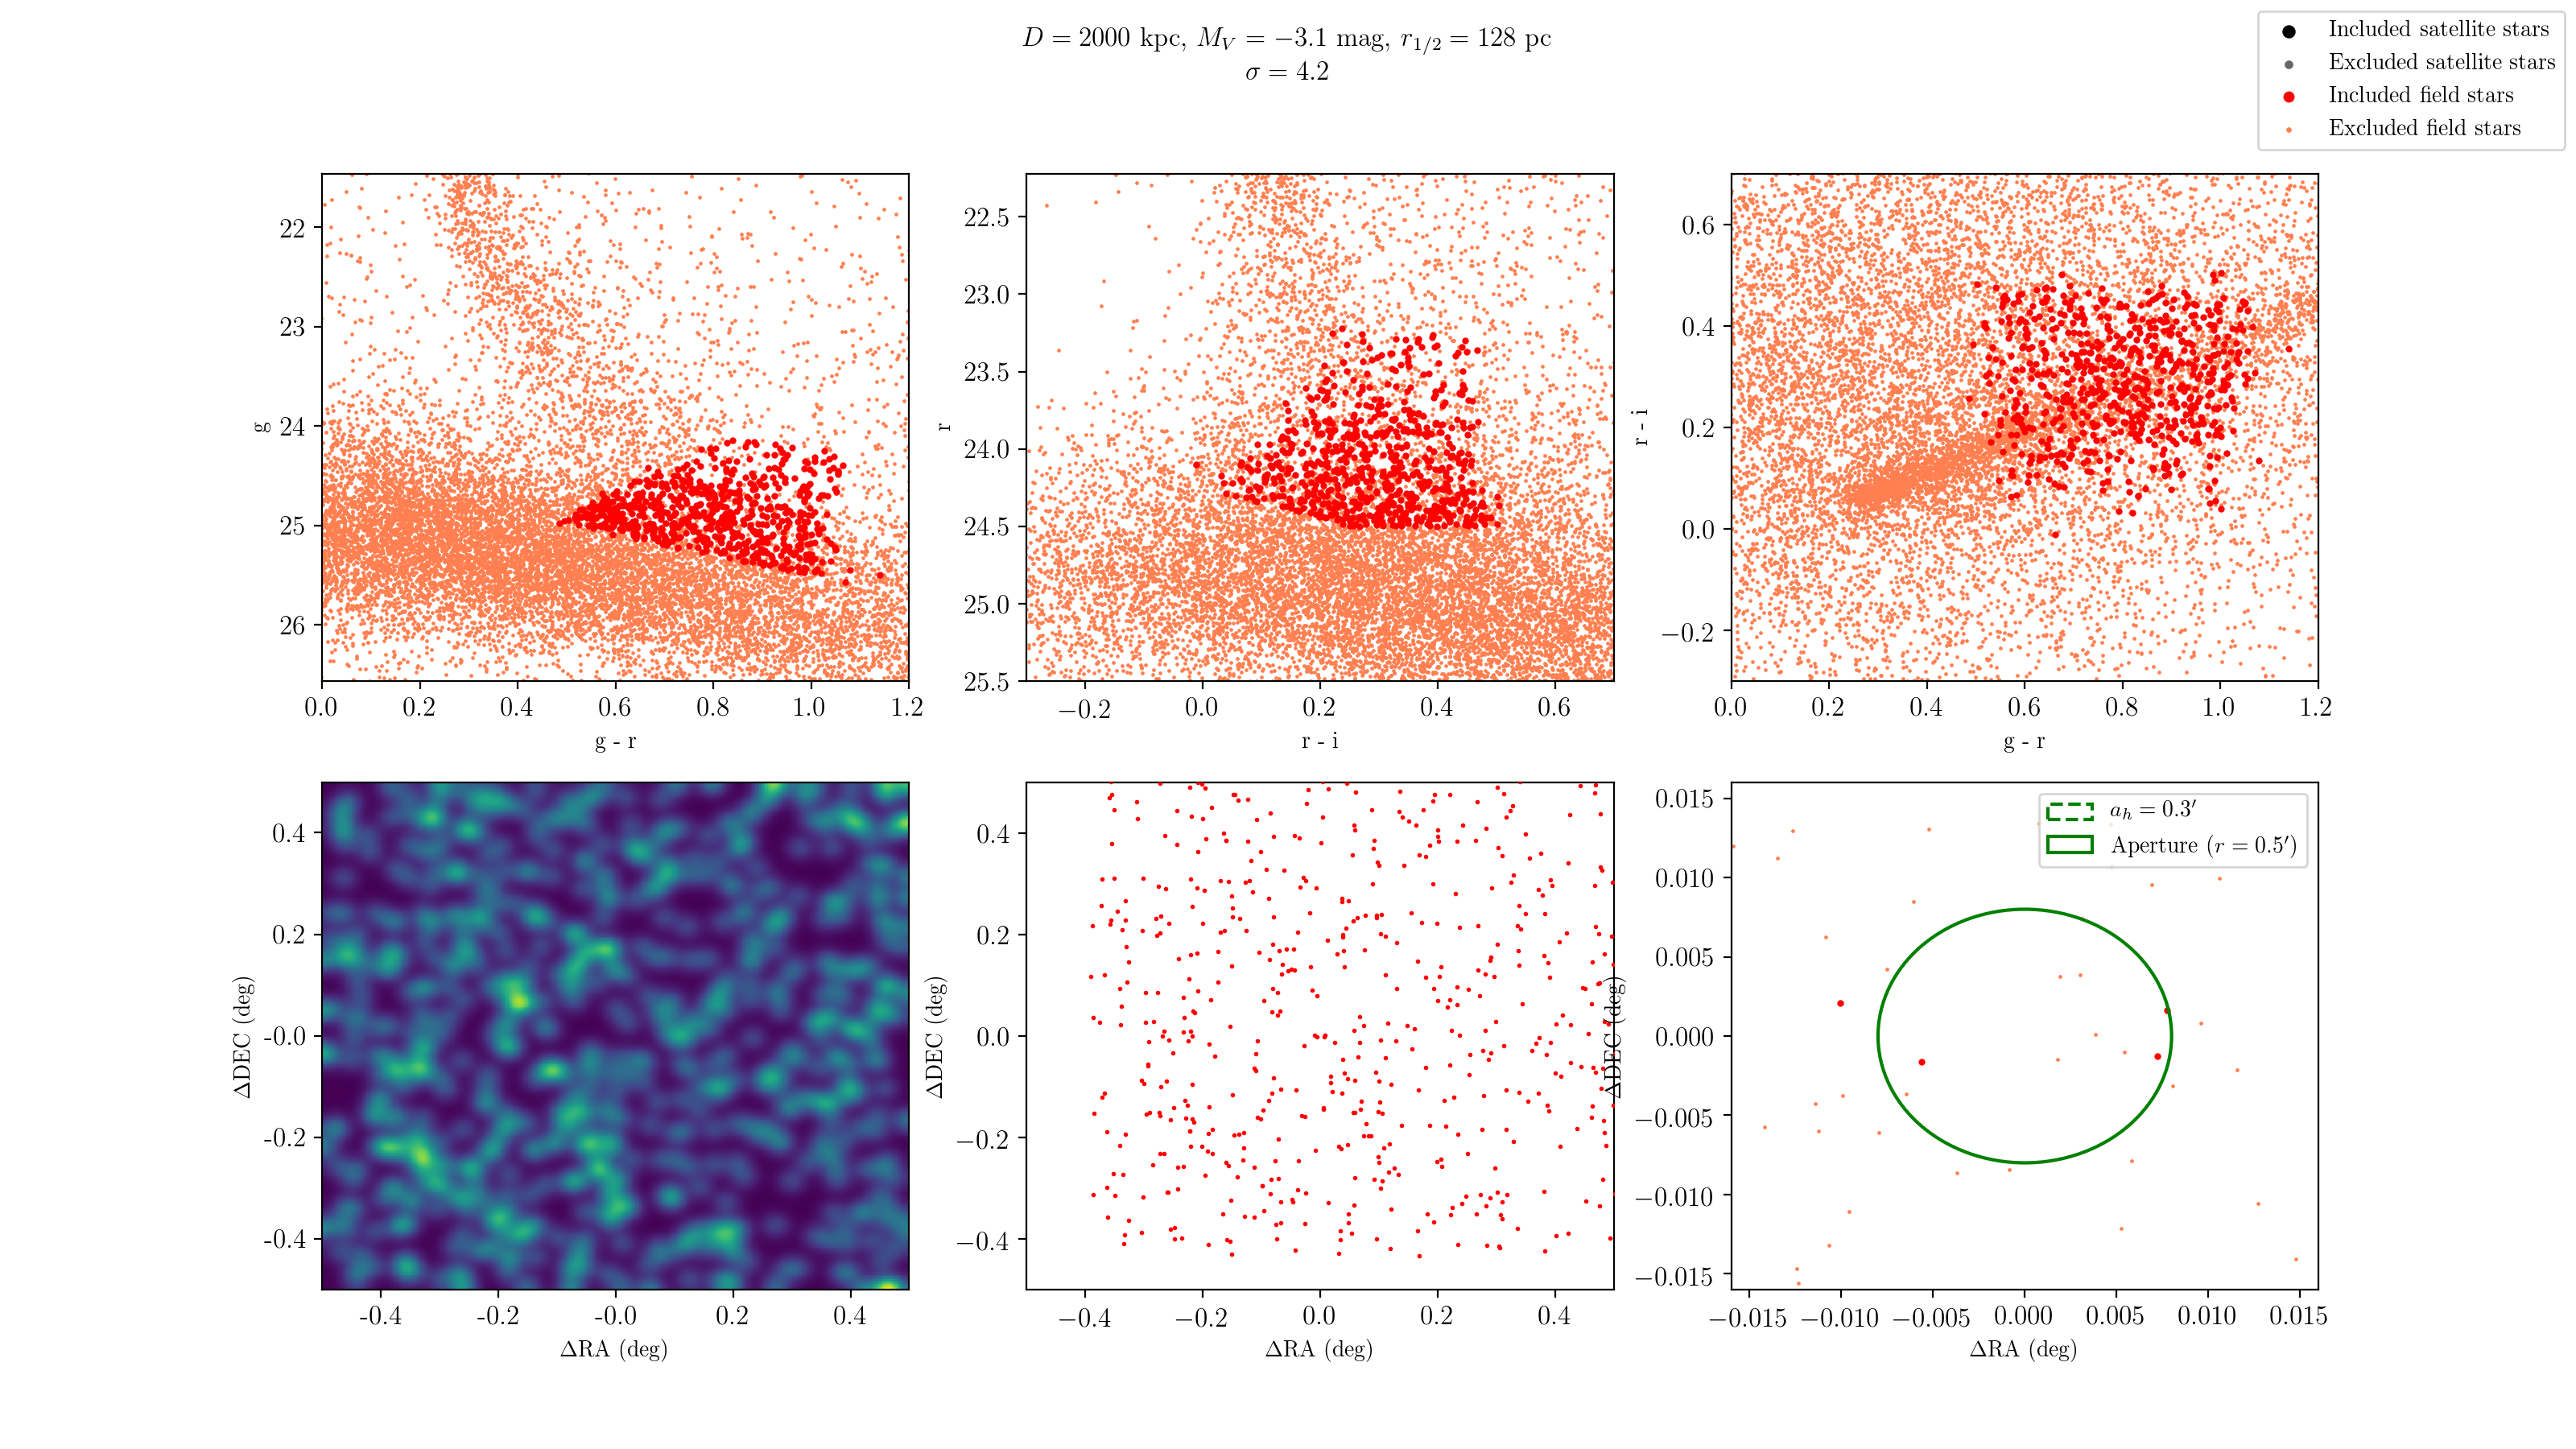 D = 2000 kpc, M_V = −3.1 mag, r_{1/2} = 128 pc
σ = 4.2
Included satellite stars
Excluded satellite stars
Included field stars
Excluded field stars
22
23
24
25
26
g
0.0 0.2 0.4 0.6 0.8 1.0 1.2
g - r
22.5
23.0
23.5
24.0
24.5
25.0
25.5
r
−0.2 0.0 0.2 0.4 0.6
r - i
0.6
0.4
0.2
0.0
−0.2
r - i
0.0 0.2 0.4 0.6 0.8 1.0 1.2
g - r
0.4
0.2
-0.0
-0.2
-0.4
ΔDEC (deg)
-0.4 -0.2 -0.0 0.2 0.4
ΔRA (deg)
0.4
0.2
0.0
−0.2
−0.4
ΔDEC (deg)
−0.4 −0.2 0.0 0.2 0.4
ΔRA (deg)
a_h = 0.3′
Aperture (r = 0.5′)
0.015
0.010
0.005
0.000
−0.005
−0.010
−0.015
ΔDEC (deg)
−0.015 −0.010 −0.005 0.000 0.005 0.010 0.015
ΔRA (deg)